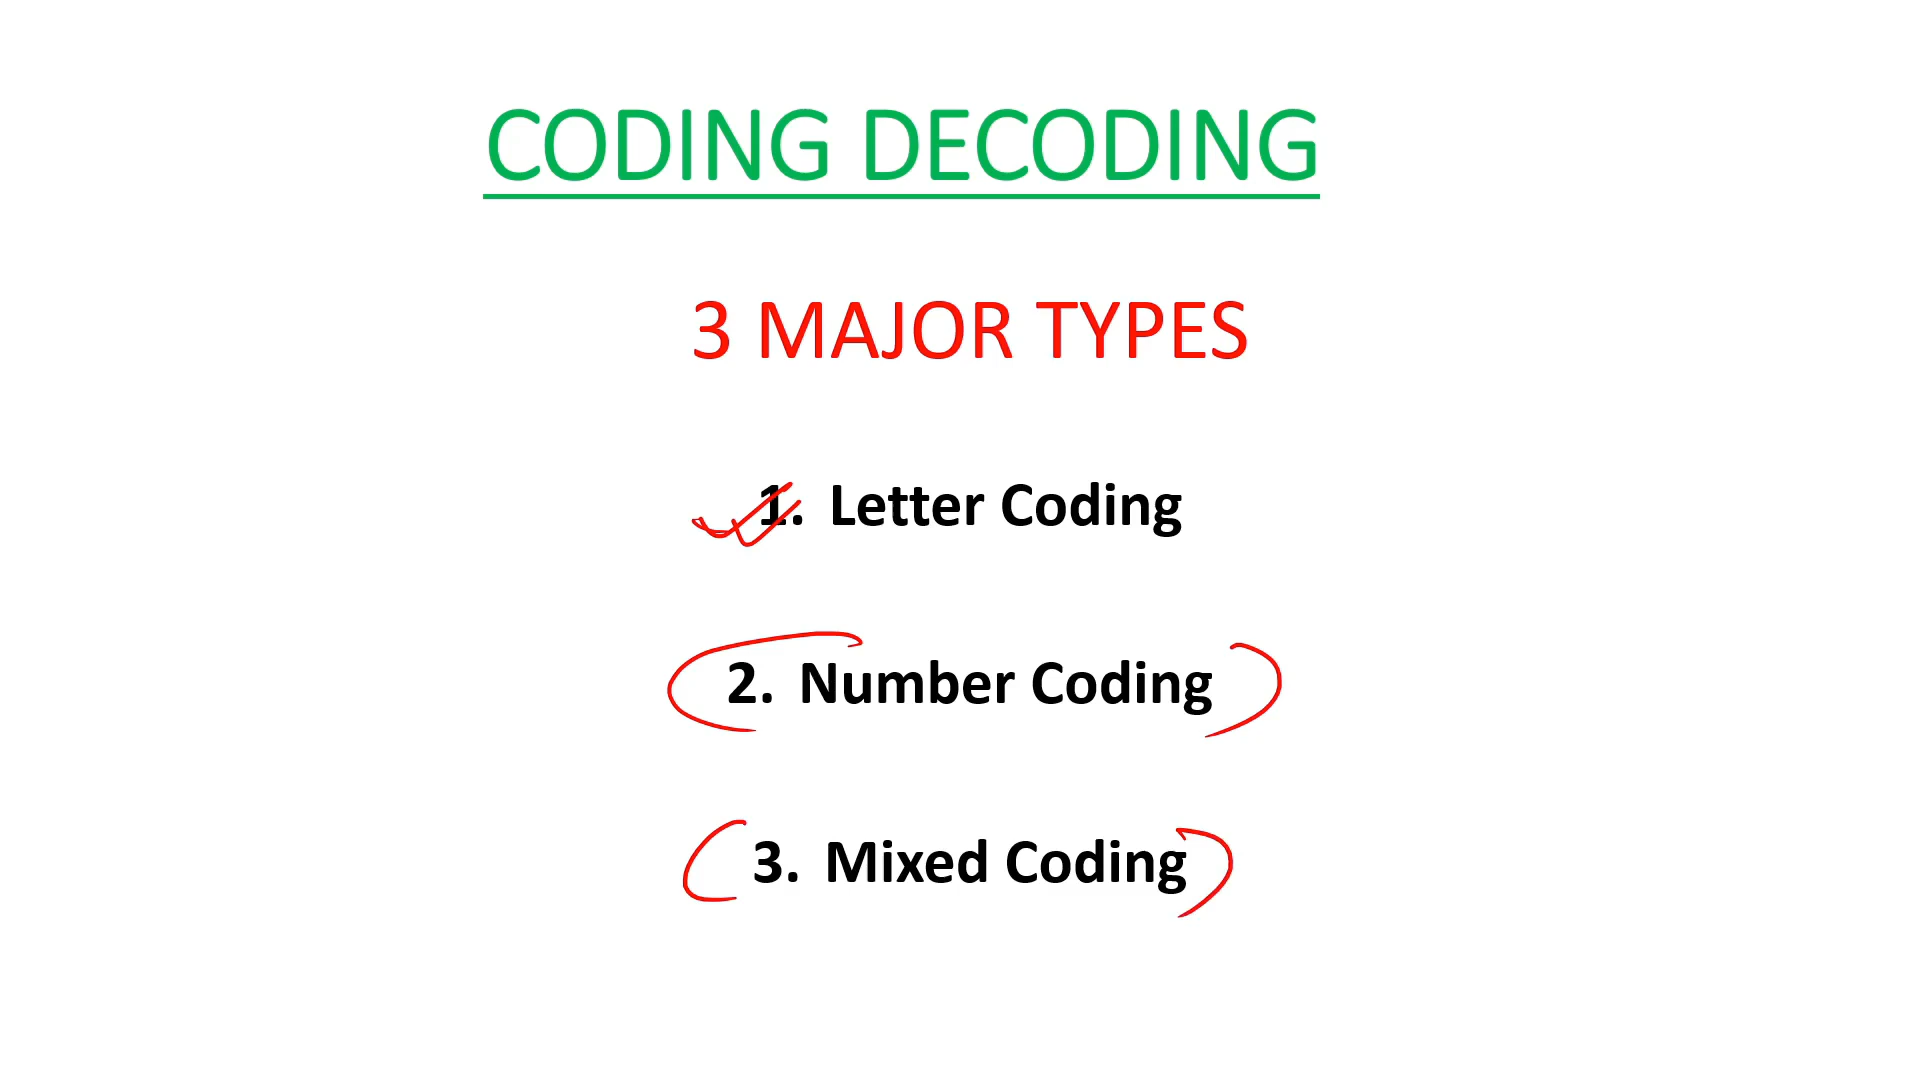 CODING DECODING
3 MAJOR TYPES
1. Letter Coding
2. Number Coding
3. Mixed Coding